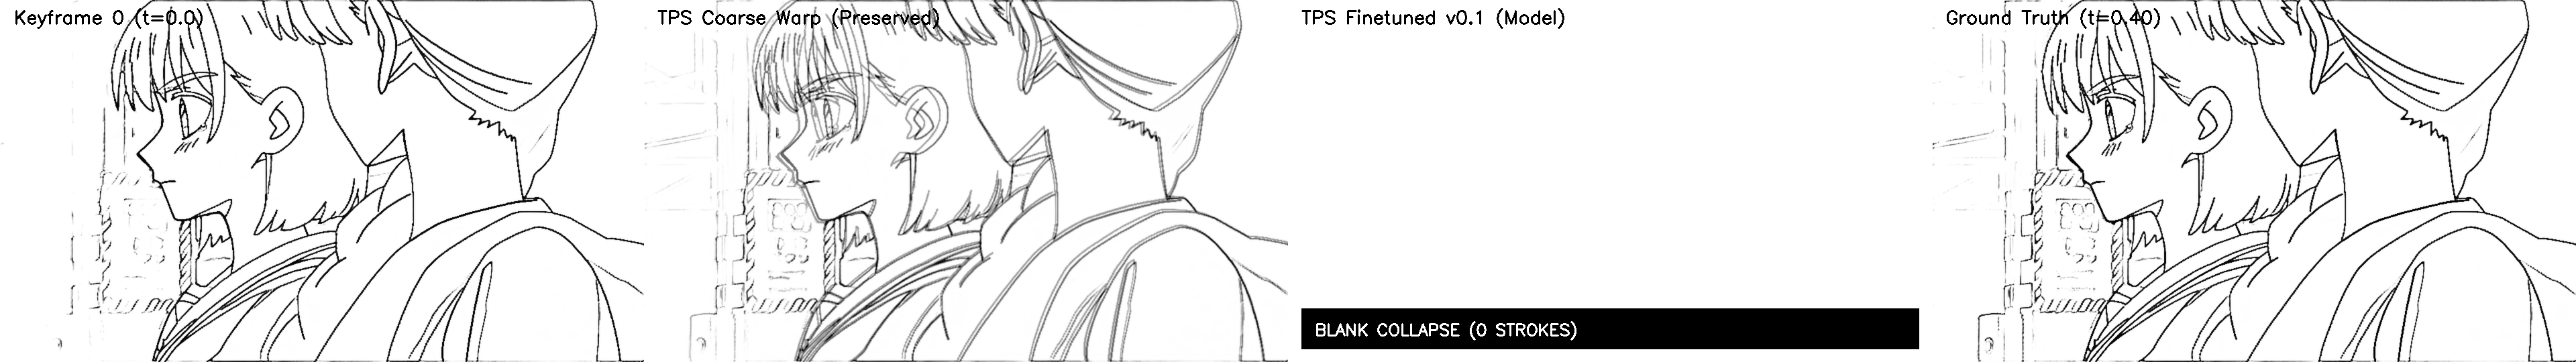 Keyframe 0 (t=0.0)
TPS Coarse Warp (Preserved)
TPS Finetuned v0.1 (Model)
Ground Truth (t=0.40)
BLANK COLLAPSE (0 STROKES)